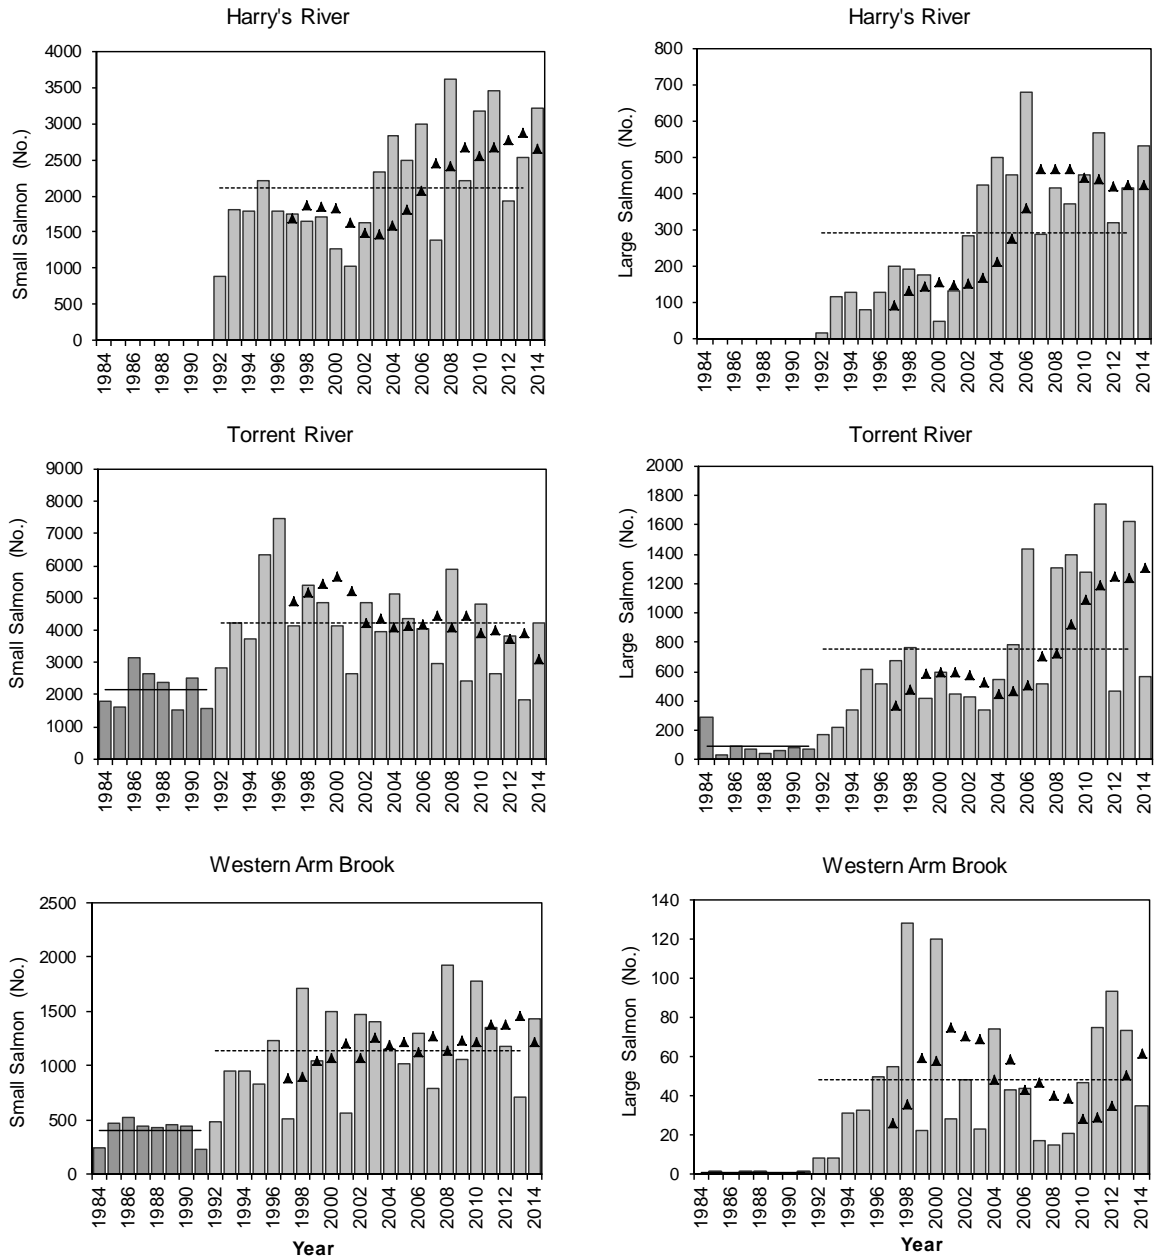 Harry's River
Small Salmon (No.)
4000
3500
3000
2500
2000
1500
1000
500
0
1984 1986 1988 1990 1992 1994 1996 1998 2000 2002 2004 2006 2008 2010 2012 2014
Harry's River
Large Salmon (No.)
800
700
600
500
400
300
200
100
0
1984 1986 1988 1990 1992 1994 1996 1998 2000 2002 2004 2006 2008 2010 2012 2014
Torrent River
Small Salmon (No.)
9000
8000
7000
6000
5000
4000
3000
2000
1000
0
1984 1986 1988 1990 1992 1994 1996 1998 2000 2002 2004 2006 2008 2010 2012 2014
Torrent River
Large Salmon (No.)
2000
1800
1600
1400
1200
1000
800
600
400
200
0
1984 1986 1988 1990 1992 1994 1996 1998 2000 2002 2004 2006 2008 2010 2012 2014
Western Arm Brook
Small Salmon (No.)
2500
2000
1500
1000
500
0
1984 1986 1988 1990 1992 1994 1996 1998 2000 2002 2004 2006 2008 2010 2012 2014
Year
Western Arm Brook
Large Salmon (No.)
140
120
100
80
60
40
20
0
1984 1986 1988 1990 1992 1994 1996 1998 2000 2002 2004 2006 2008 2010 2012 2014
Year